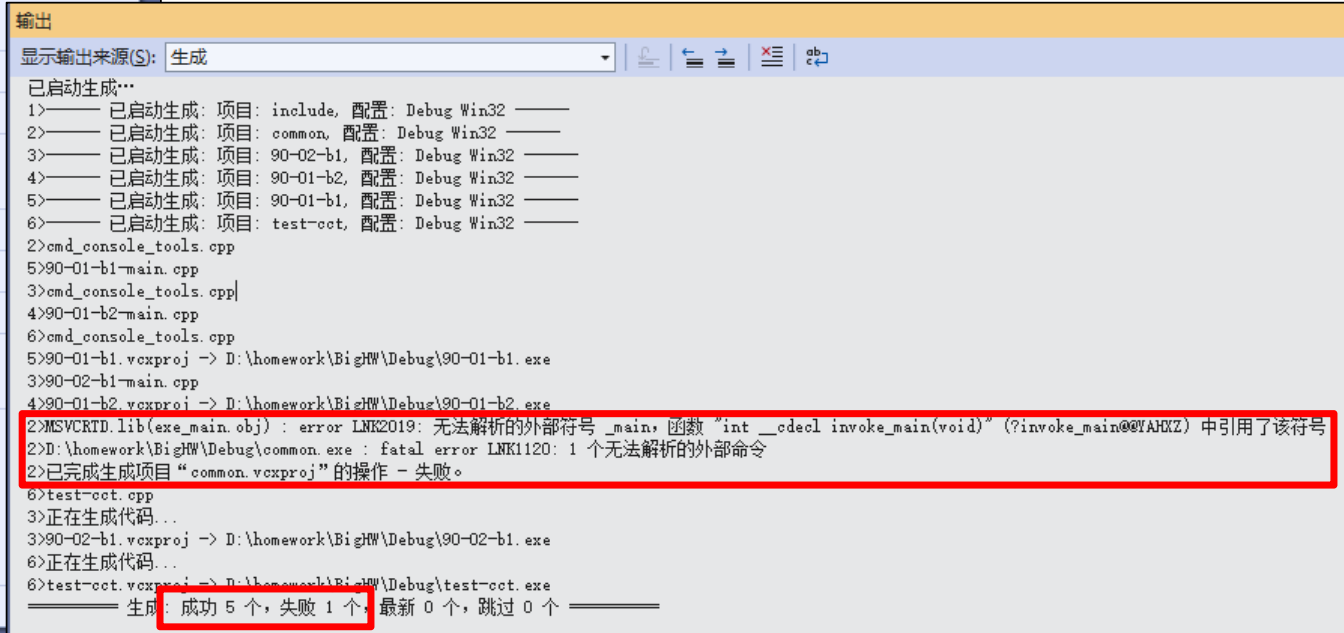 输出
显示输出来源(S): 生成
已启动生成…
1>—— 已启动生成: 项目: include, 配置: Debug Win32 ——
2>—— 已启动生成: 项目: common, 配置: Debug Win32 ——
3>—— 已启动生成: 项目: 90-02-b1, 配置: Debug Win32 ——
4>—— 已启动生成: 项目: 90-01-b2, 配置: Debug Win32 ——
5>—— 已启动生成: 项目: 90-01-b1, 配置: Debug Win32 ——
6>—— 已启动生成: 项目: test-cct, 配置: Debug Win32 ——
2>cmd_console_tools.cpp
5>90-01-b1-main.cpp
3>cmd_console_tools.cpp
4>90-01-b2-main.cpp
6>cmd_console_tools.cpp
5>90-01-b1.vcxproj -> D:\homework\BigHW\Debug\90-01-b1.exe
3>90-02-b1-main.cpp
4>90-01-b2.vcxproj -> D:\homework\BigHW\Debug\90-01-b2.exe
2>MSVCRTD.lib(exe_main.obj) : error LNK2019: 无法解析的外部符号 _main，函数 "int __cdecl invoke_main(void)" (?invoke_main@@YAHXZ) 中引用了该符号
2>D:\homework\BigHW\Debug\common.exe : fatal error LNK1120: 1 个无法解析的外部命令
2>已完成生成项目“common.vcxproj”的操作 - 失败。
6>test-cct.cpp
3>正在生成代码...
3>90-02-b1.vcxproj -> D:\homework\BigHW\Debug\90-02-b1.exe
6>正在生成代码...
6>test-cct.vcxproj -> D:\homework\BigHW\Debug\test-cct.exe
========== 生成: 成功 5 个，失败 1 个，最新 0 个，跳过 0 个 ==========